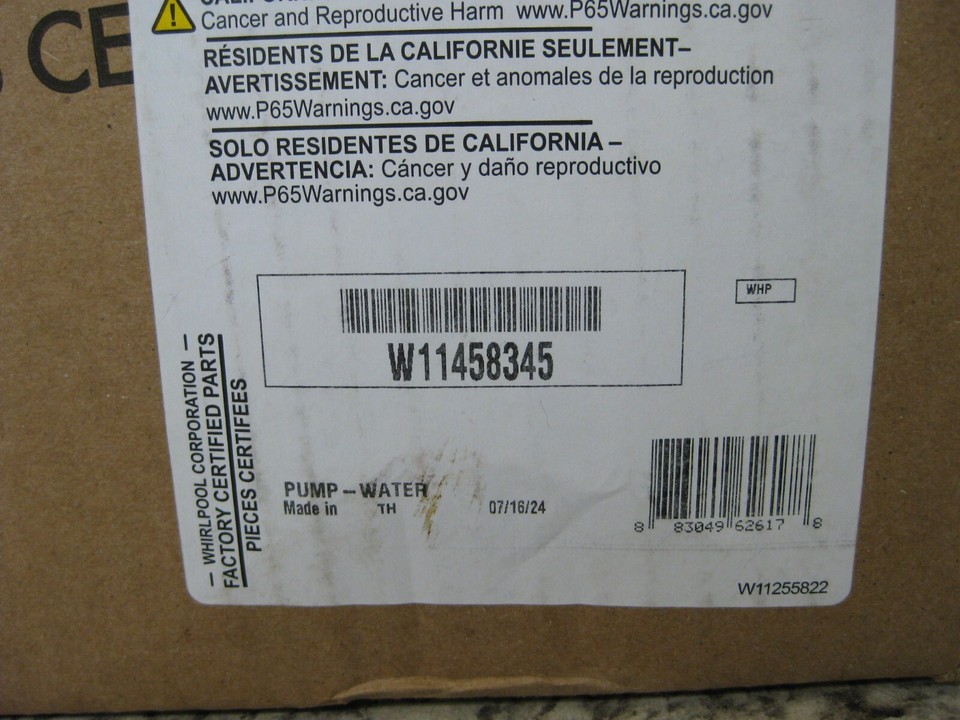 CE
Cancer and Reproductive Harm www.P65Warnings.ca.gov
RÉSIDENTS DE LA CALIFORNIE SEULEMENT–
AVERTISSEMENT: Cancer et anomales de la reproduction
www.P65Warnings.ca.gov
SOLO RESIDENTES DE CALIFORNIA –
ADVERTENCIA: Cáncer y daño reproductivo
www.P65Warnings.ca.gov
WHP
W11458345
– WHIRLPOOL CORPORATION –
FACTORY CERTIFIED PARTS
PIECES CERTIFEES
PUMP – WATER
Made in TH 07/16/24
8 83049 62617 8
W11255822